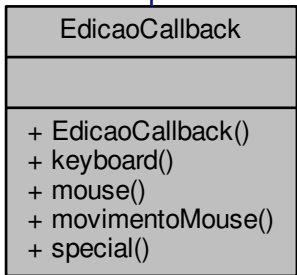 EdicaoCallback
+ EdicaoCallback()
+ keyboard()
+ mouse()
+ movimentoMouse()
+ special()